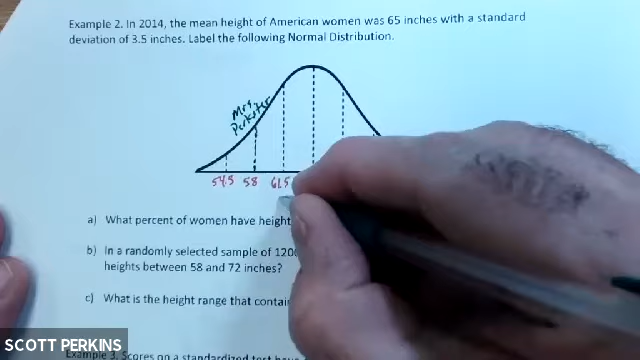 Example 2. In 2014, the mean height of American women was 65 inches with a standard
deviation of 3.5 inches. Label the following Normal Distribution.
Mrs.
54.5 58 61.5
a) What percent of women have height
b) In a randomly selected sample of 1200
heights between 58 and 72 inches?
c) What is the height range that contain
SCOTT PERKINS
Example 3. Scores on a standardized test have